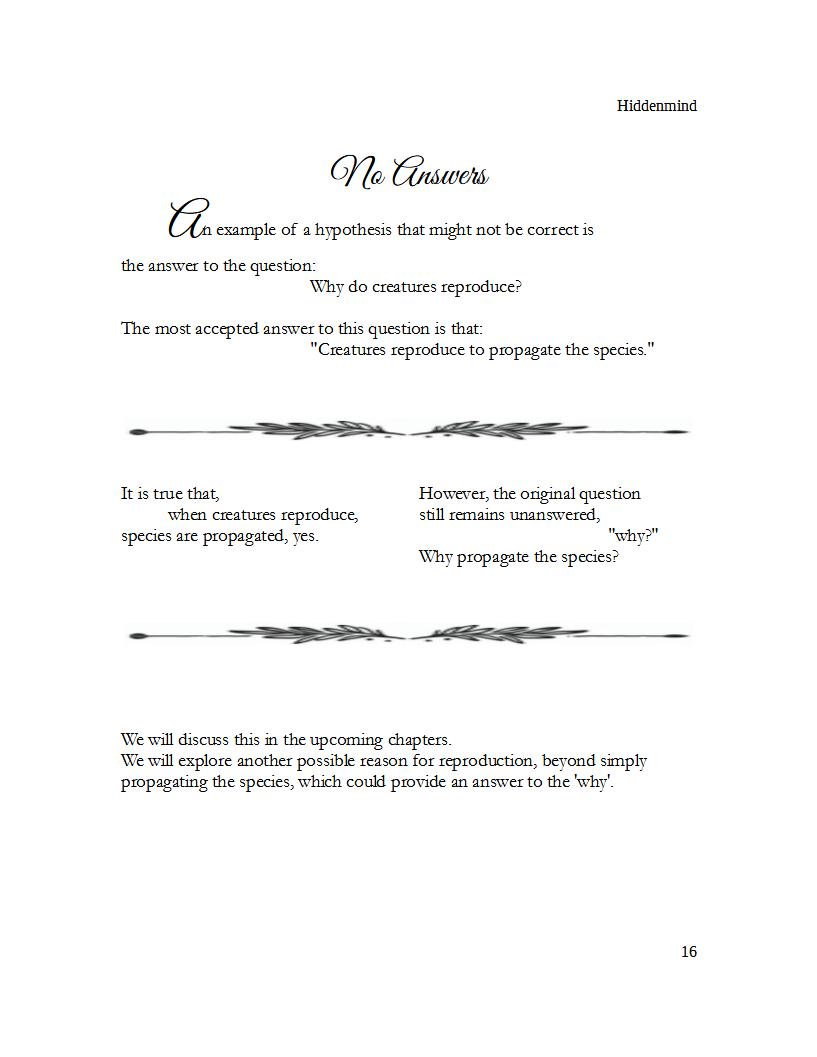 Hiddenmind
No Answers
An example of a hypothesis that might not be correct is
the answer to the question:
Why do creatures reproduce?
The most accepted answer to this question is that:
"Creatures reproduce to propagate the species."
It is true that,
when creatures reproduce,
species are propagated, yes.
However, the original question
still remains unanswered,
"why?"
Why propagate the species?
We will discuss this in the upcoming chapters.
We will explore another possible reason for reproduction, beyond simply
propagating the species, which could provide an answer to the 'why'.
16